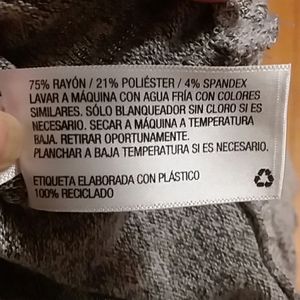 75% RAYÓN / 21% POLIÉSTER / 4% SPANDEX
LAVAR A MÁQUINA CON AGUA FRÍA CON COLORES
SIMILARES. SÓLO BLANQUEADOR SIN CLORO SI ES
NECESARIO. SECAR A MÁQUINA A TEMPERATURA
BAJA. RETIRAR OPORTUNAMENTE.
PLANCHAR A BAJA TEMPERATURA SI ES NECESARIO.
ETIQUETA ELABORADA CON PLÁSTICO
100% RECICLADO